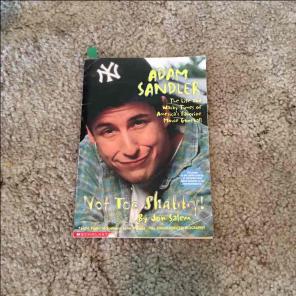 NY
ADAM
SANDLER
The Life and
Wacky Times of
America's Favorite
Movie Goofball!
Not Too Shabby!
By Jon Salem
SCHOLASTIC